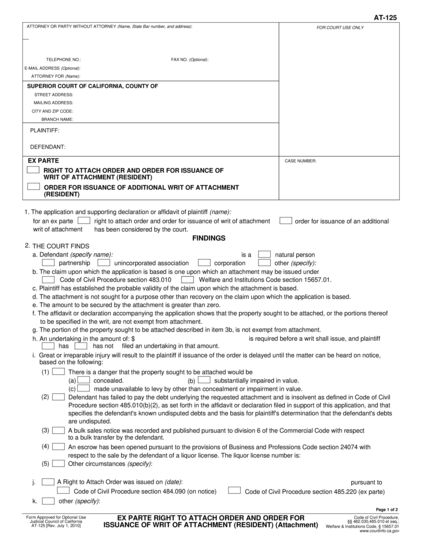 AT-125
ATTORNEY OR PARTY WITHOUT ATTORNEY (Name, State Bar number, and address):
FOR COURT USE ONLY
TELEPHONE NO.: FAX NO. (Optional):
E-MAIL ADDRESS (Optional):
ATTORNEY FOR (Name):
SUPERIOR COURT OF CALIFORNIA, COUNTY OF
STREET ADDRESS:
MAILING ADDRESS:
CITY AND ZIP CODE:
BRANCH NAME:
PLAINTIFF:
DEFENDANT:
EX PARTE
CASE NUMBER:
RIGHT TO ATTACH ORDER AND ORDER FOR ISSUANCE OF
WRIT OF ATTACHMENT (RESIDENT)
ORDER FOR ISSUANCE OF ADDITIONAL WRIT OF ATTACHMENT
(RESIDENT)
1. The application and supporting declaration or affidavit of plaintiff (name):
for an ex parte right to attach order and order for issuance of writ of attachment order for issuance of an additional
writ of attachment has been considered by the court.
FINDINGS
2. THE COURT FINDS
a. Defendant (specify name): is a natural person
partnership unincorporated association corporation other (specify):
b. The claim upon which the application is based is one upon which an attachment may be issued under
Code of Civil Procedure section 483.010 Welfare and Institutions Code section 15657.01.
c. Plaintiff has established the probable validity of the claim upon which the attachment is based.
d. The attachment is not sought for a purpose other than recovery on the claim upon which the application is based.
e. The amount to be secured by the attachment is greater than zero.
f. The affidavit or declaration accompanying the application shows that the property sought to be attached, or the portions thereof
to be specified in the writ, are not exempt from attachment.
g. The portion of the property sought to be attached described in item 3b, is not exempt from attachment.
h. An undertaking in the amount of: $ is required before a writ shall issue, and plaintiff
has has not filed an undertaking in that amount.
i. Great or irreparable injury will result to the plaintiff if issuance of the order is delayed until the matter can be heard on notice,
based on the following:
(1) There is a danger that the property sought to be attached would be
(a) concealed. (b) substantially impaired in value.
(c) made unavailable to levy by other than concealment or impairment in value.
(2) Defendant has failed to pay the debt underlying the requested attachment and is insolvent as defined in Code of Civil
Procedure section 485.010(b)(2), as set forth in the affidavit or declaration filed in support of this application, and that
specifies the defendant's known undisputed debts and the basis for plaintiff's determination that the defendant's debts
are undisputed.
(3) A bulk sales notice was recorded and published pursuant to division 6 of the Commercial Code with respect
to a bulk transfer by the defendant.
(4) An escrow has been opened pursuant to the provisions of Business and Professions Code section 24074 with
respect to the sale by the defendant of a liquor license. The liquor license number is:
(5) Other circumstances (specify):
j. A Right to Attach Order was issued on (date): pursuant to
Code of Civil Procedure section 484.090 (on notice) Code of Civil Procedure section 485.220 (ex parte)
k. other (specify):
Page 1 of 2
Form Approved for Optional Use
Judicial Council of California
AT-125 [Rev. July 1, 2010]
EX PARTE RIGHT TO ATTACH ORDER AND ORDER FOR
ISSUANCE OF WRIT OF ATTACHMENT (RESIDENT) (Attachment)
Code of Civil Procedure,
§§ 482.030,485.010 et seq.;
Welfare & Institutions Code, § 15657.01
www.courtinfo.ca.gov